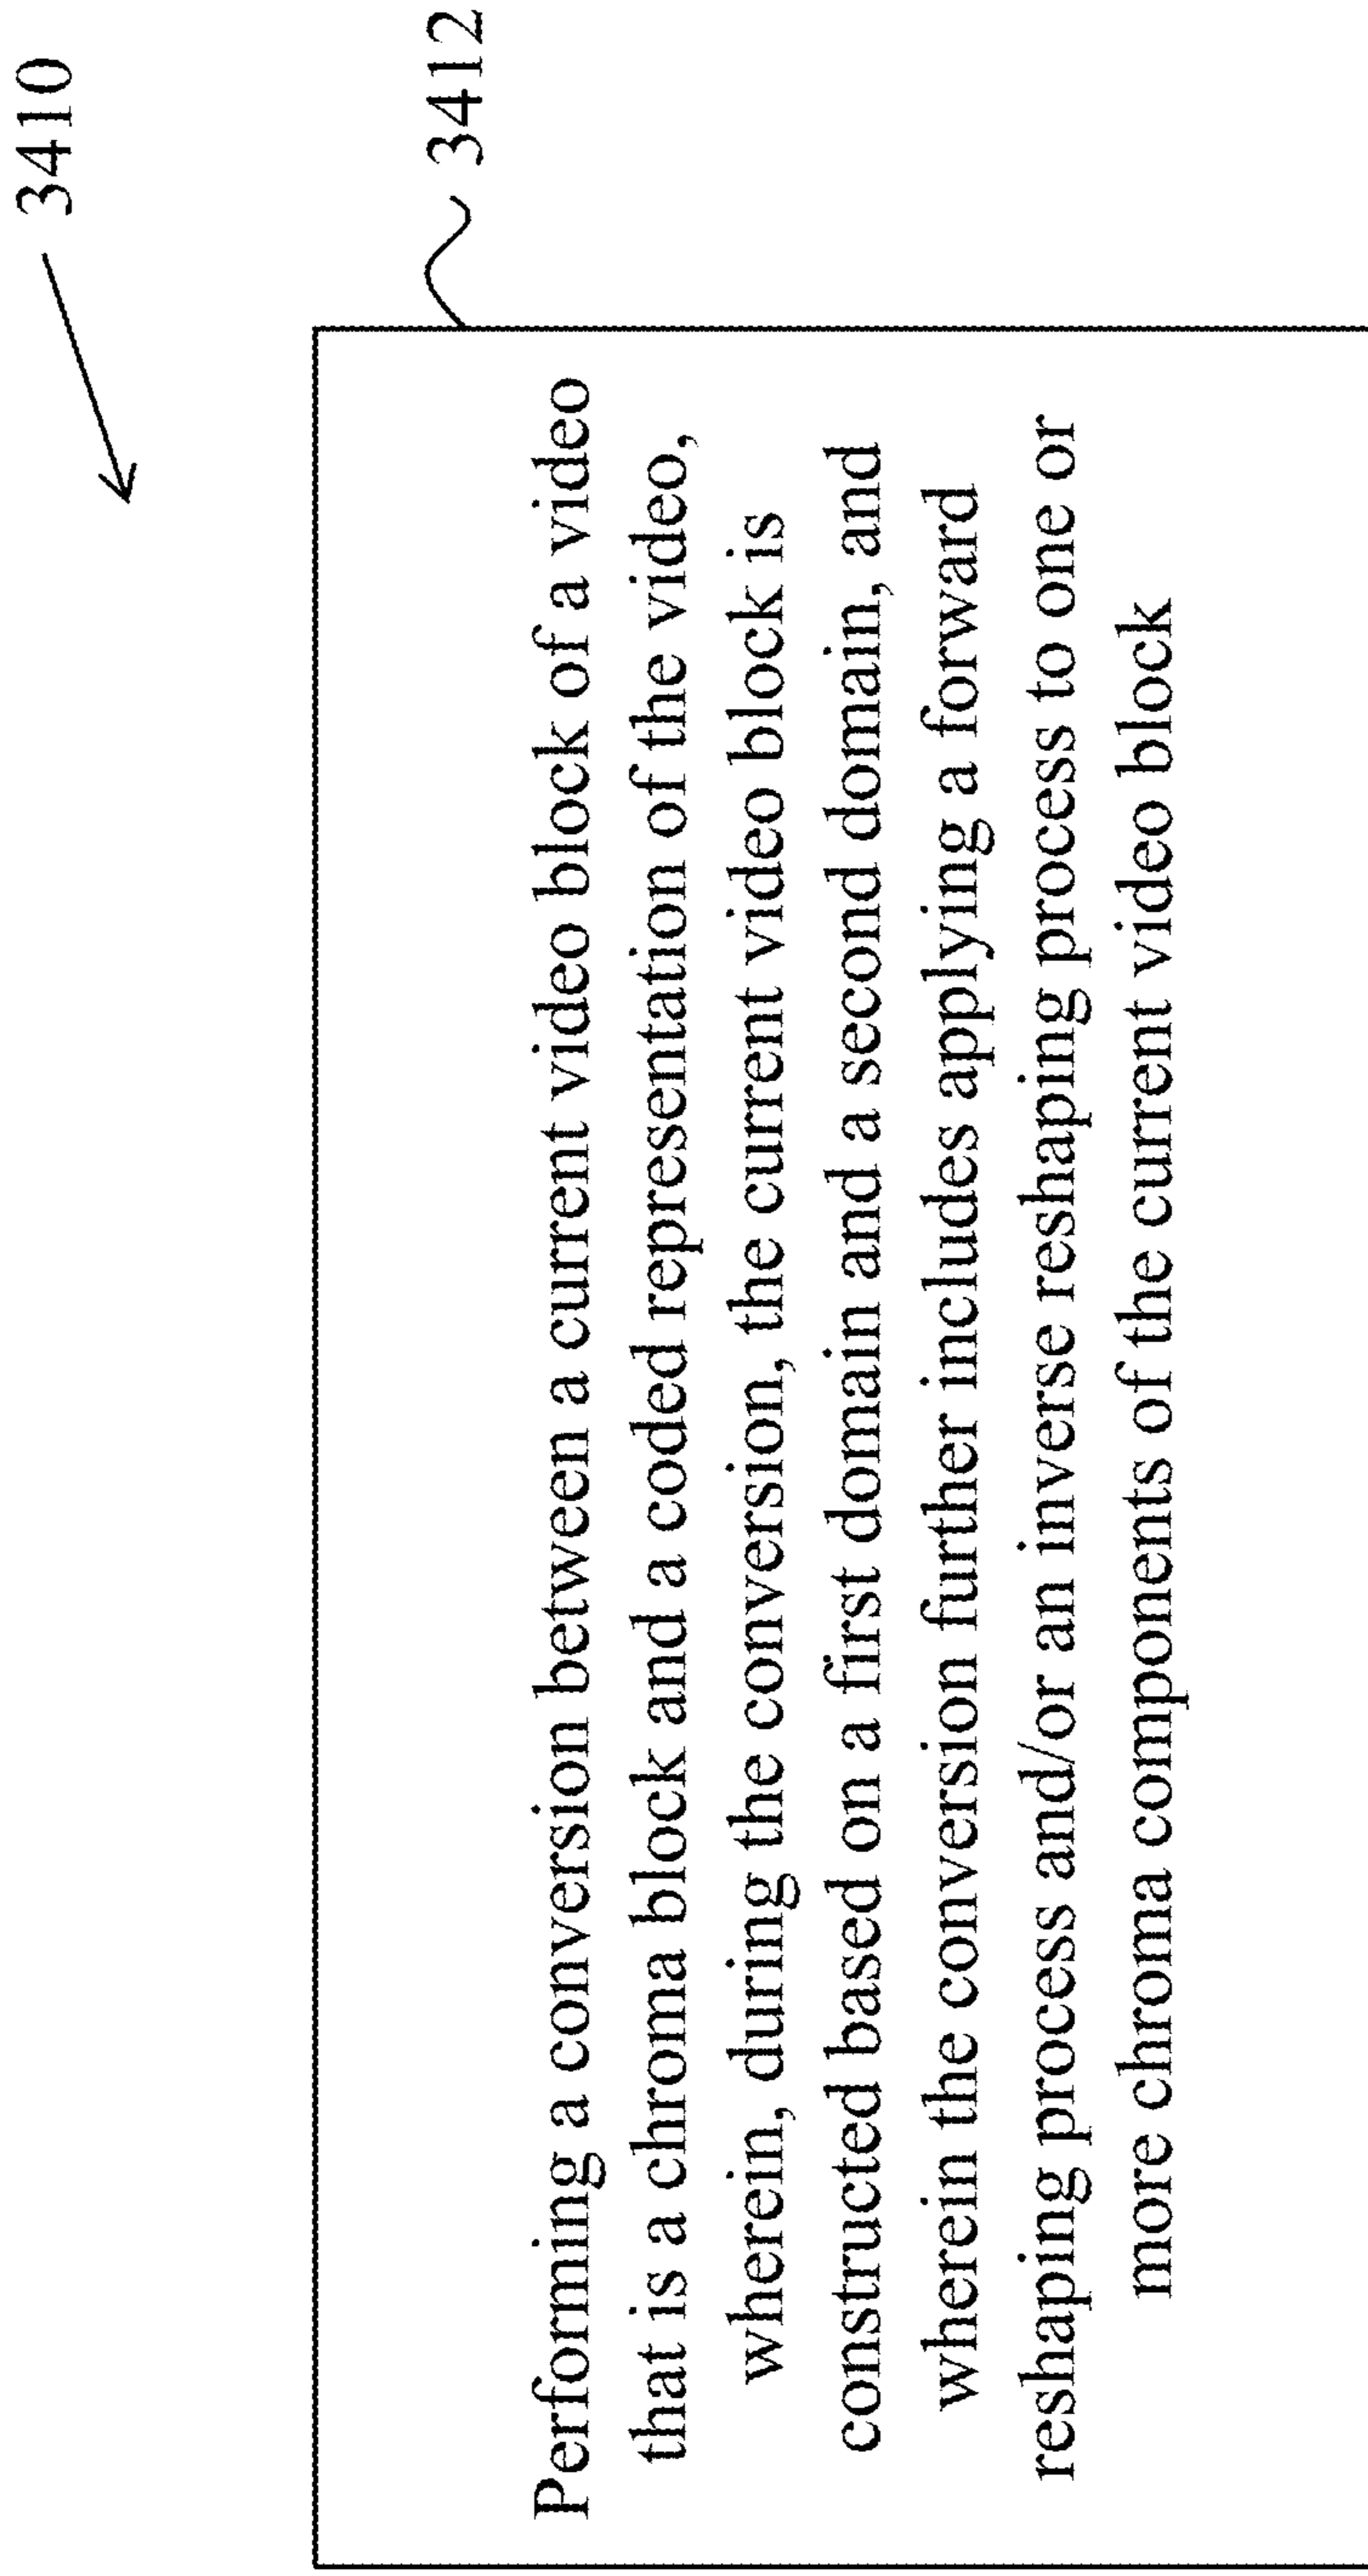 3410
3412
Performing a conversion between a current video block of a video
that is a chroma block and a coded representation of the video,
wherein, during the conversion, the current video block is
constructed based on a first domain and a second domain, and
wherein the conversion further includes applying a forward
reshaping process and/or an inverse reshaping process to one or
more chroma components of the current video block